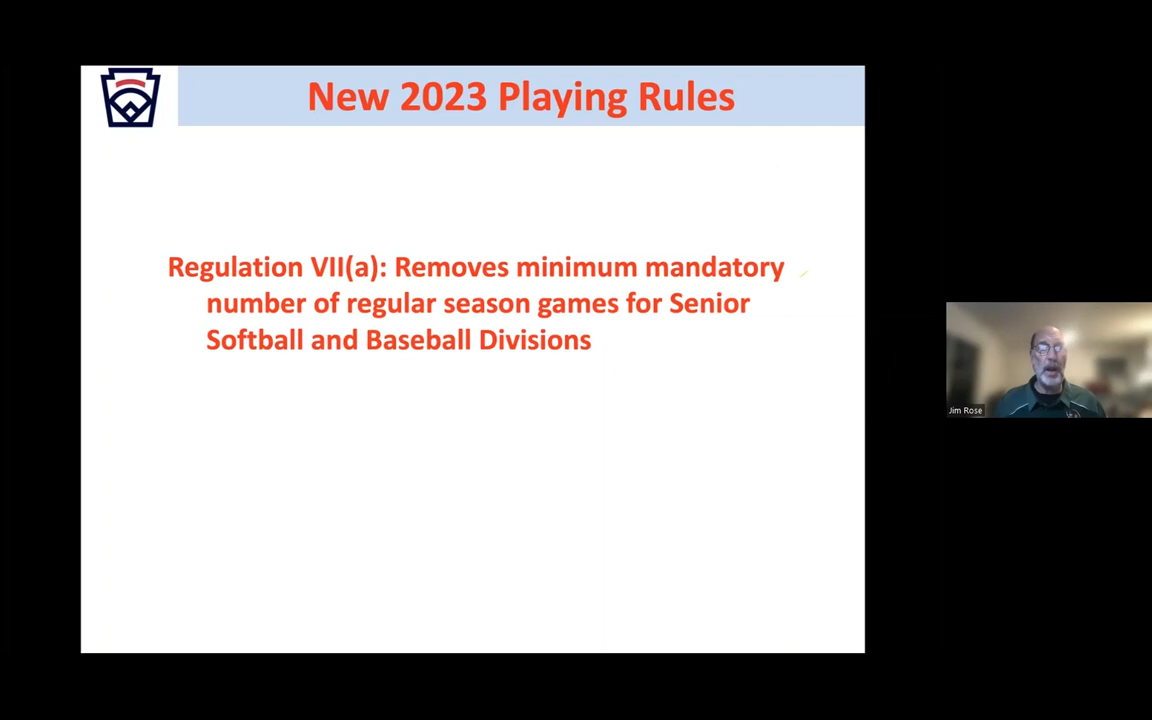 New 2023 Playing Rules
Regulation VII(a): Removes minimum mandatory
number of regular season games for Senior
Softball and Baseball Divisions
Jim Rose